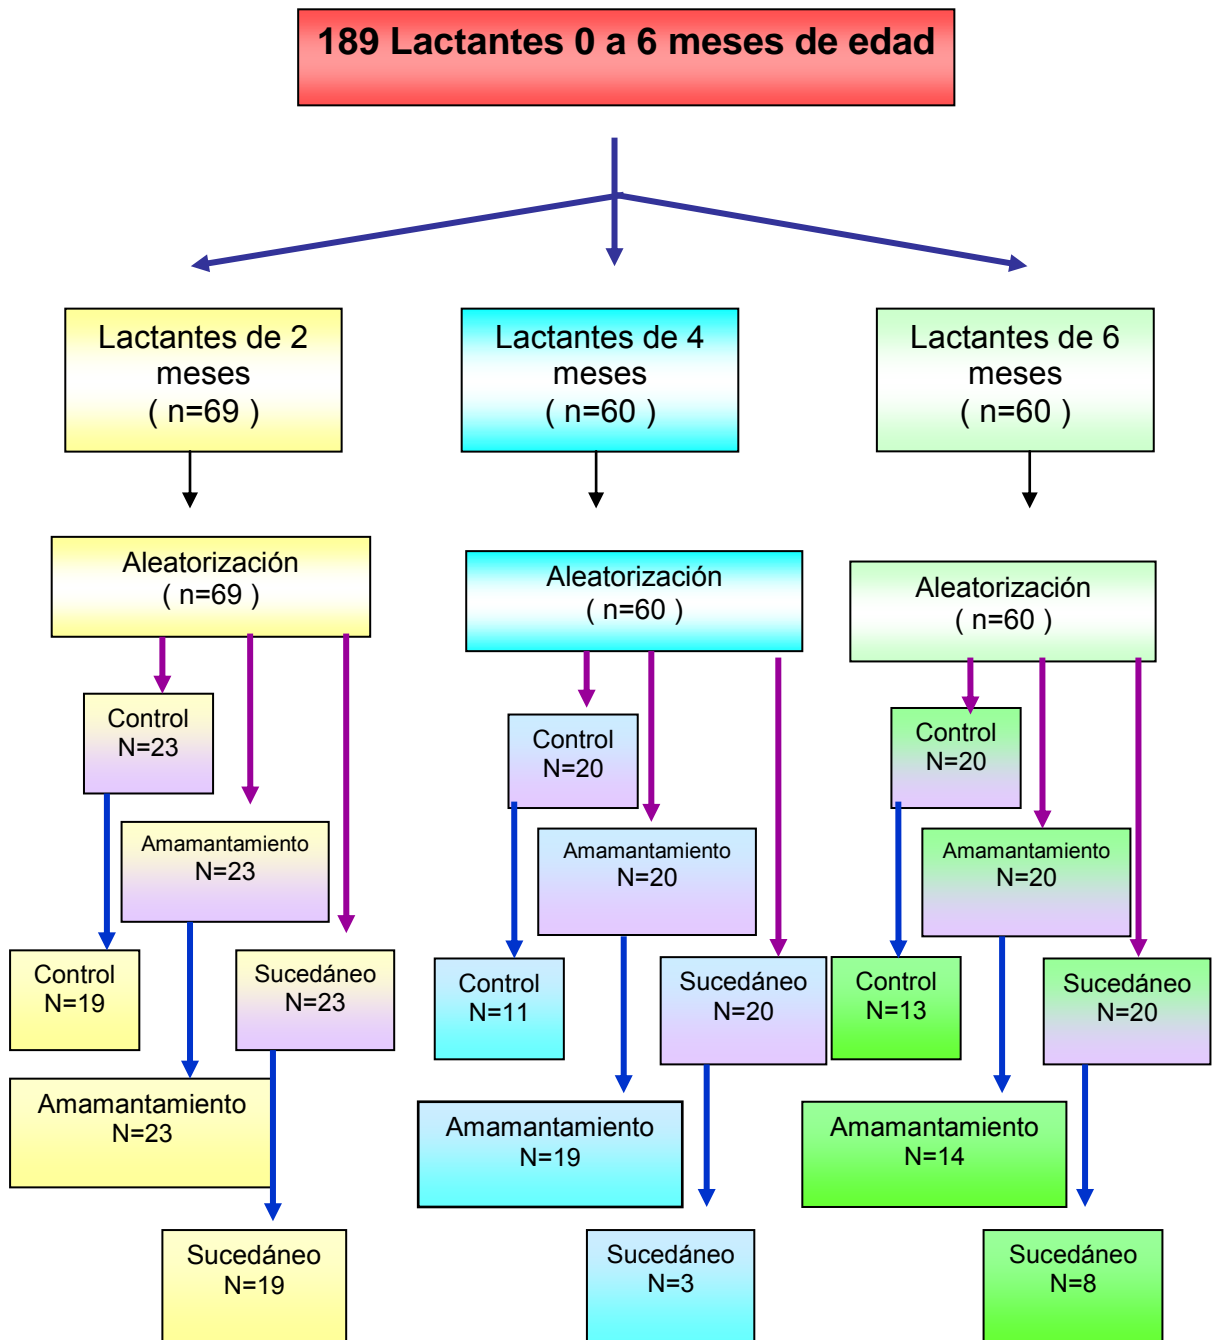 189 Lactantes 0 a 6 meses de edad
Lactantes de 2
meses
( n=69 )
Lactantes de 4
meses
( n=60 )
Lactantes de 6
meses
( n=60 )
Aleatorización
( n=69 )
Aleatorización
( n=60 )
Aleatorización
( n=60 )
Control
N=23
Control
N=20
Control
N=20
Amamantamiento
N=23
Amamantamiento
N=20
Amamantamiento
N=20
Control
N=19
Sucedáneo
N=23
Control
N=11
Sucedáneo
N=20
Control
N=13
Sucedáneo
N=20
Amamantamiento
N=23
Amamantamiento
N=19
Amamantamiento
N=14
Sucedáneo
N=19
Sucedáneo
N=3
Sucedáneo
N=8